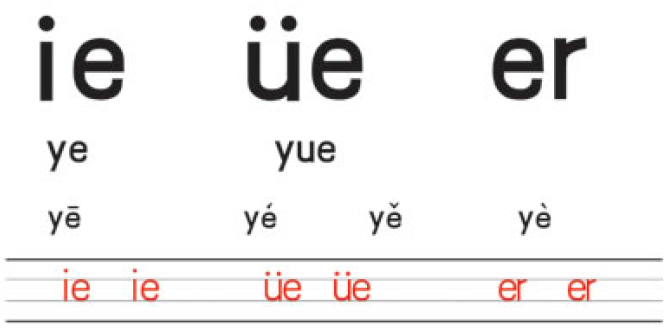 ie üe er
ye yue
yē yé yě yè
ie ie üe üe er er